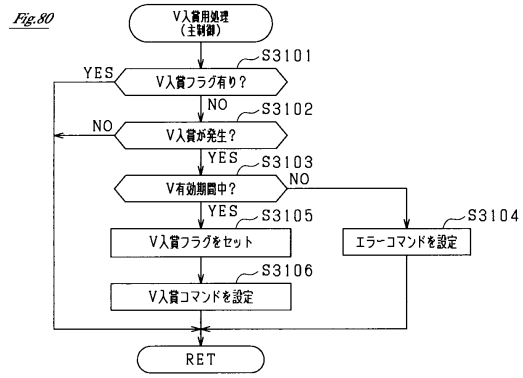 Fig.80
V入賞用処理
(主制御)
S3101
YES
V入賞フラグ有り?
NO
S3102
NO
V入賞が発生?
YES
S3103
V有効期間中?
NO
YES
S3105
S3104
V入賞フラグをセット
エラーコマンドを設定
S3106
V入賞コマンドを設定
RET